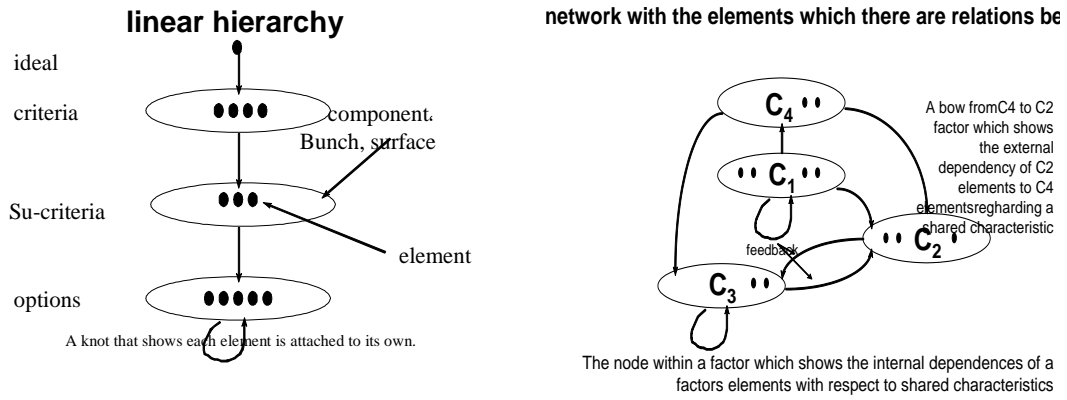 linear hierarchy
ideal
criteria
component.
Bunch, surface
Su-criteria
element
options
A knot that shows each element is attached to its own.
network with the elements which there are relations be
C4
A bow fromC4 to C2
factor which shows
the external
dependency of C2
elements to C4
elementsregharding a
shared characteristic
C1
feedback
C2
C3
The node within a factor which shows the internal dependences of a
factors elements with respect to shared characteristics